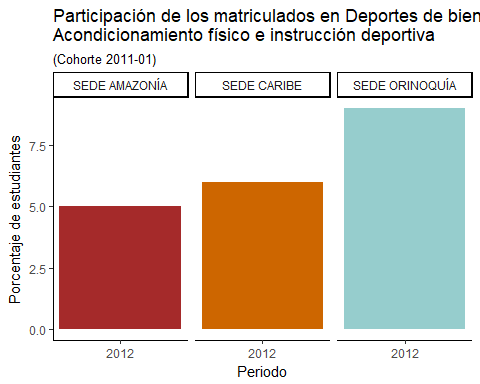 Participación de los matriculados en Deportes de bien
Acondicionamiento físico e instrucción deportiva
(Cohorte 2011-01)
SEDE AMAZONÍA SEDE CARIBE SEDE ORINOQUÍA
Porcentaje de estudiantes
7.5
5.0
2.5
0.0
2012 2012 2012
Periodo